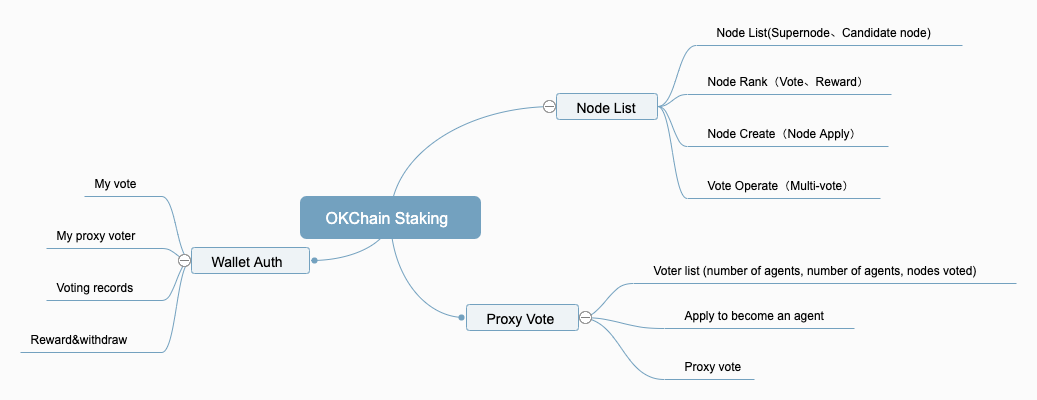 OKChain Staking
Node List
Node List(Supernode、Candidate node)
Node Rank（Vote、Reward）
Node Create（Node Apply）
Vote Operate（Multi-vote）
Proxy Vote
Voter list (number of agents, number of agents, nodes voted)
Apply to become an agent
Proxy vote
Wallet Auth
My vote
My proxy voter
Voting records
Reward&withdraw